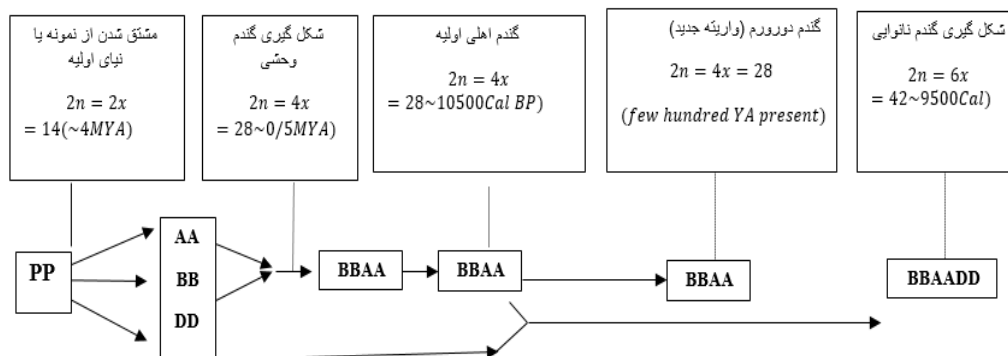 مشتق شدن از نمونه یا
نیای اولیه
2n = 2x
= 14(~4MYA)
شکل گیری گندم
وحشی
2n = 4x
= 28~0/5MYA)
گندم اهلی اولیه
2n = 4x
= 28~10500Cal BP)
گندم دورورم (واریته جدید)
2n = 4x = 28
(few hundred YA present)
شکل گیری گندم نانوایی
2n = 6x
= 42~9500Cal)
PP
AA
BB
DD
BBAA
BBAA
BBAA
BBAADD